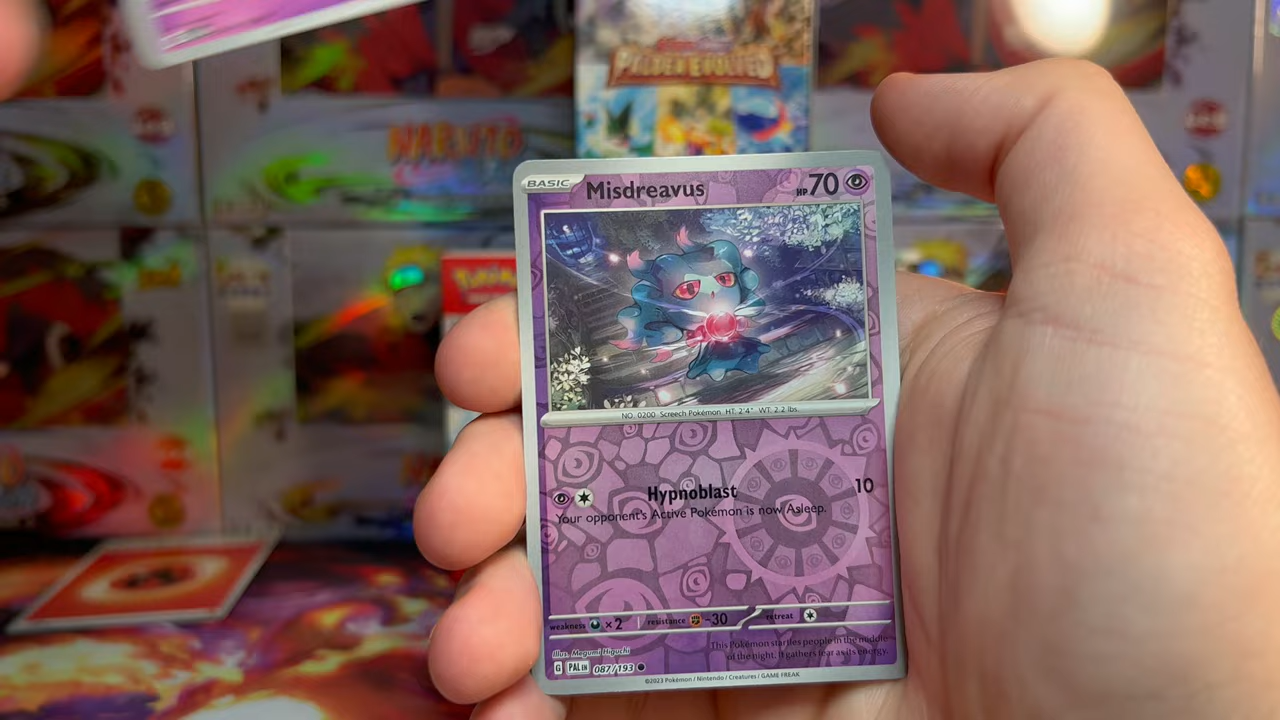 PALDEA EVOLVED
NARUTO
POKÉMON
BASIC Misdreavus HP 70
NO. 0200 Screech Pokémon. HT: 2'4" WT: 2.2 lbs.
Hypnoblast 10
Your opponent's Active Pokémon is now Asleep.
weakness ×2 resistance -30 retreat
This Pokémon startles people in the middle
of the night. It gathers fear as its energy.
Illus. Megumi Higuchi
G PAL EN 087/193
©2023 Pokémon / Nintendo / Creatures / GAME FREAK